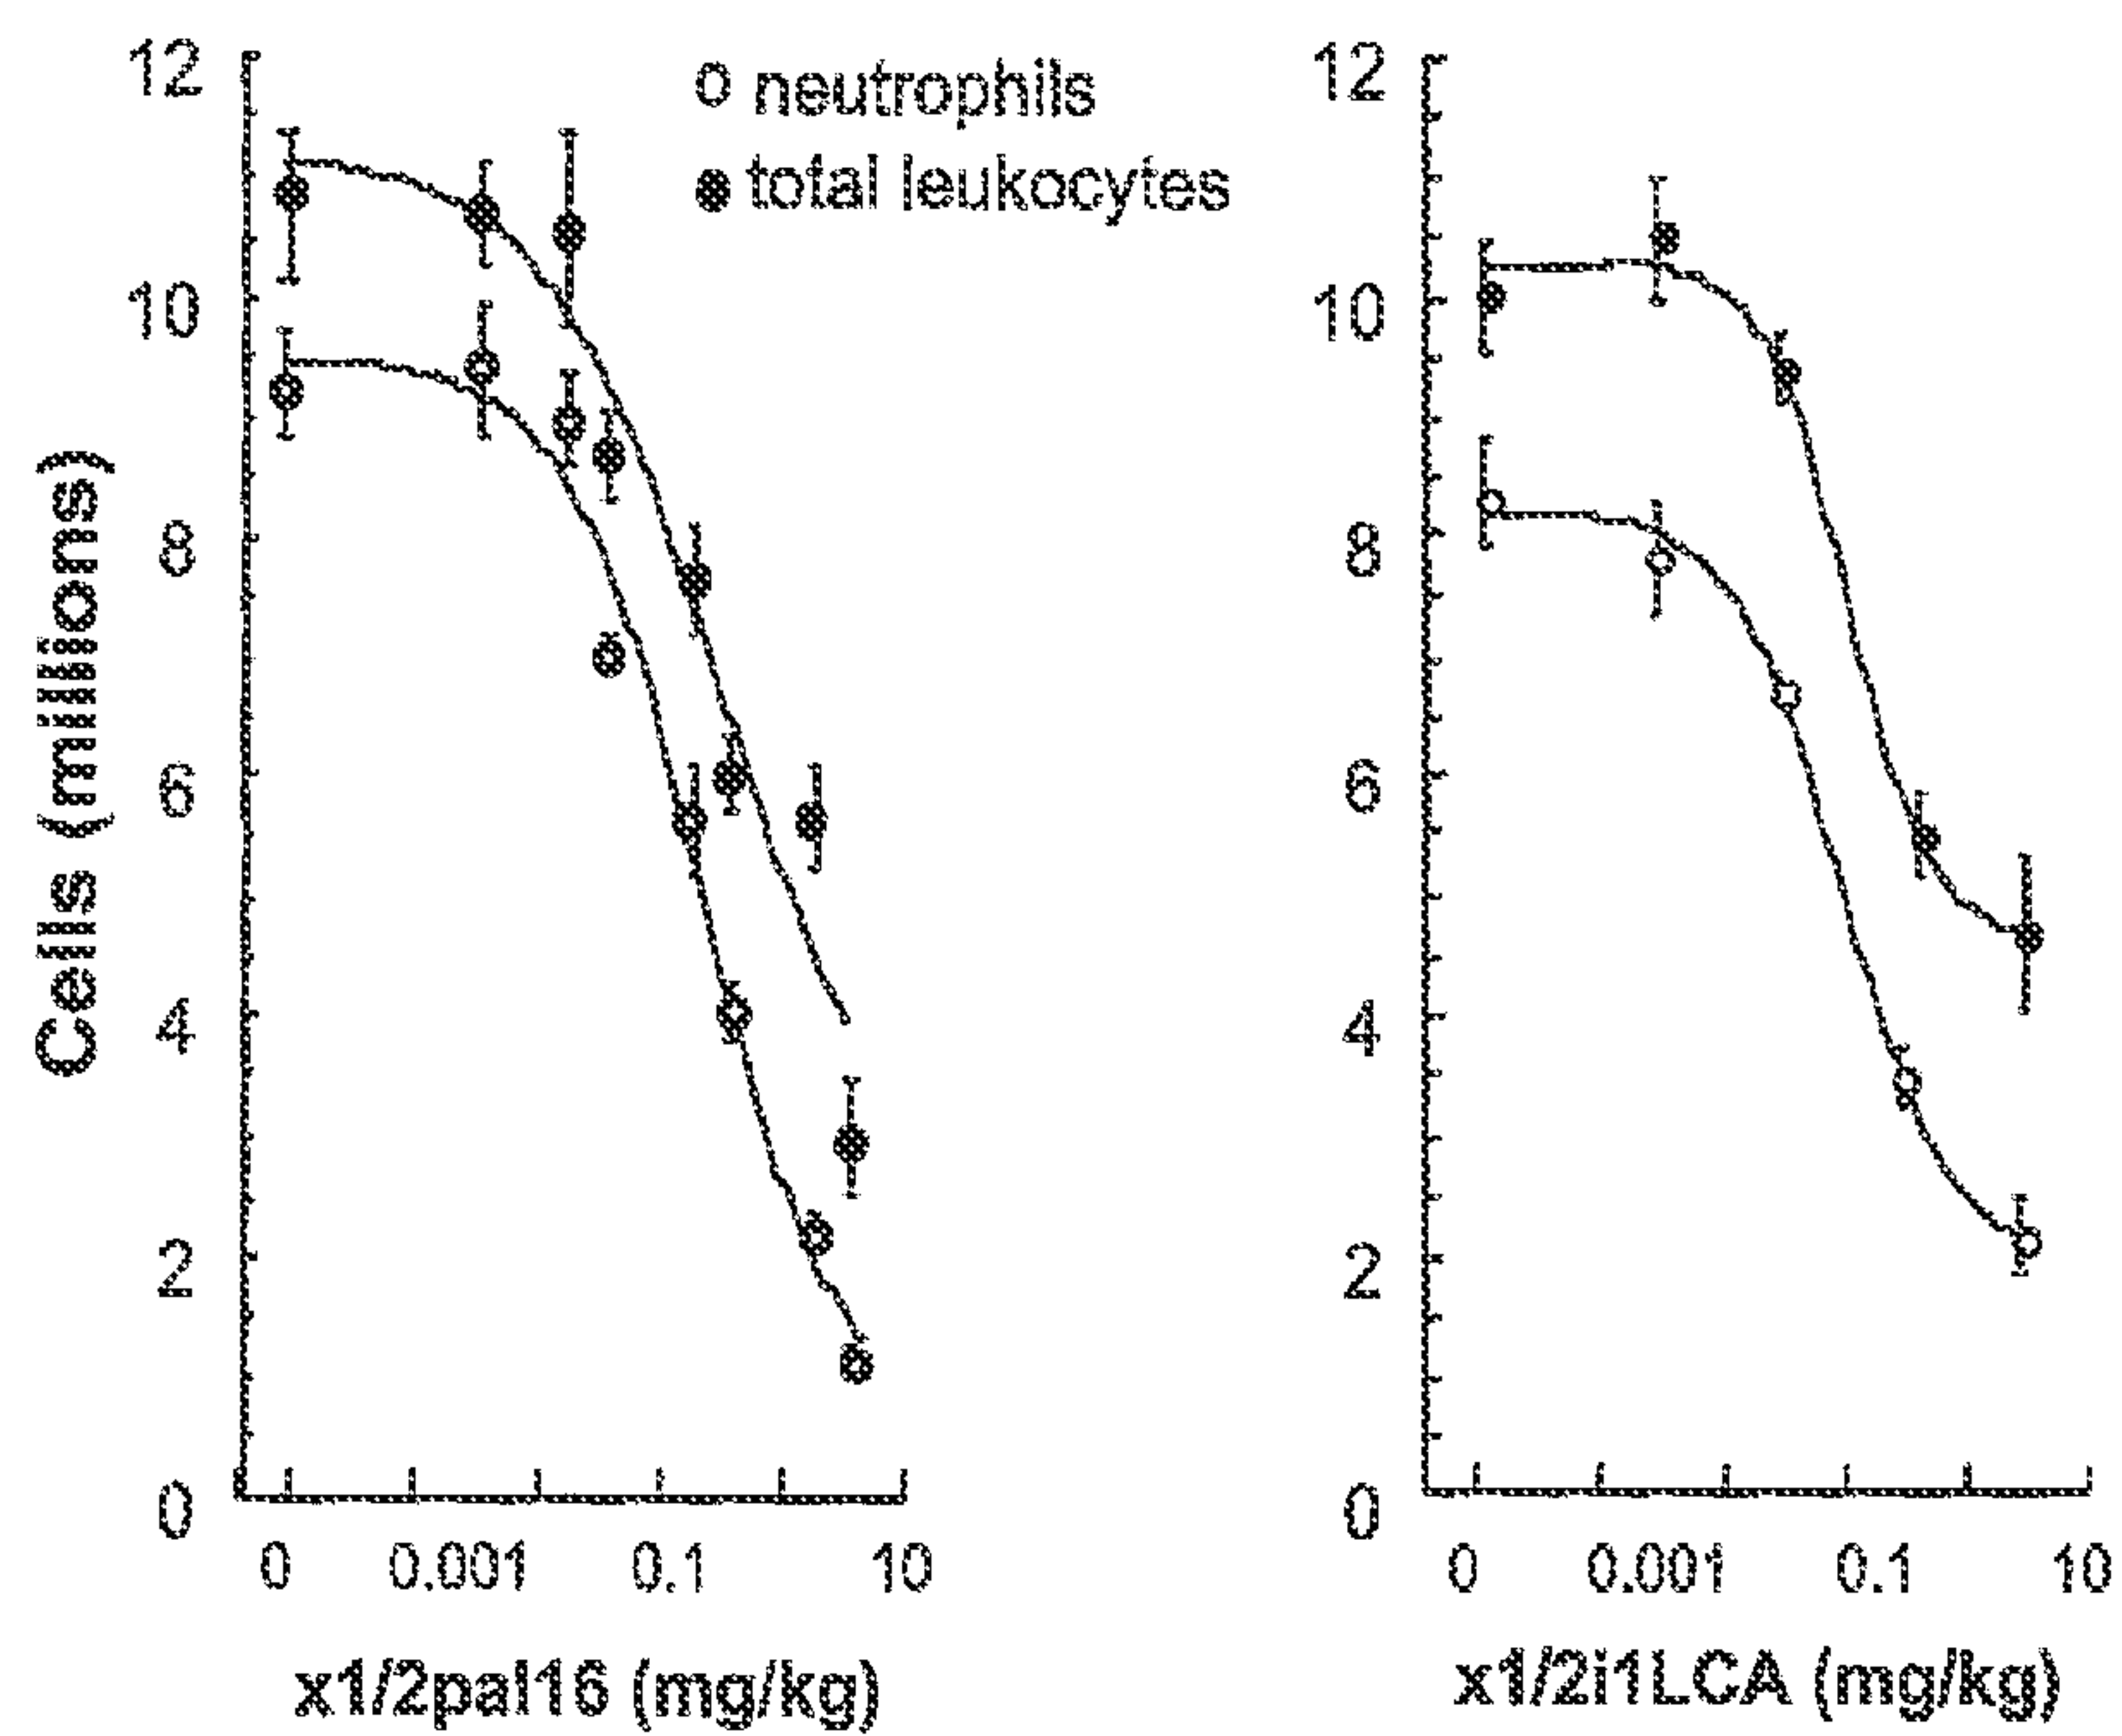 neutrophils
total leukocytes
Cells (millions)
12
10
8
6
4
2
0
0 0.001 0.1 10
x1/2pal16 (mg/kg)
12
10
8
6
4
2
0
0 0.001 0.1 10
x1/2i1LCA (mg/kg)